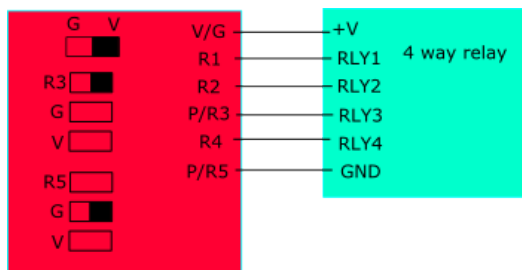 G V
R3
G
V
R5
G
V
V/G
R1
R2
P/R3
R4
P/R5
+V
RLY1
RLY2
RLY3
RLY4
GND
4 way relay